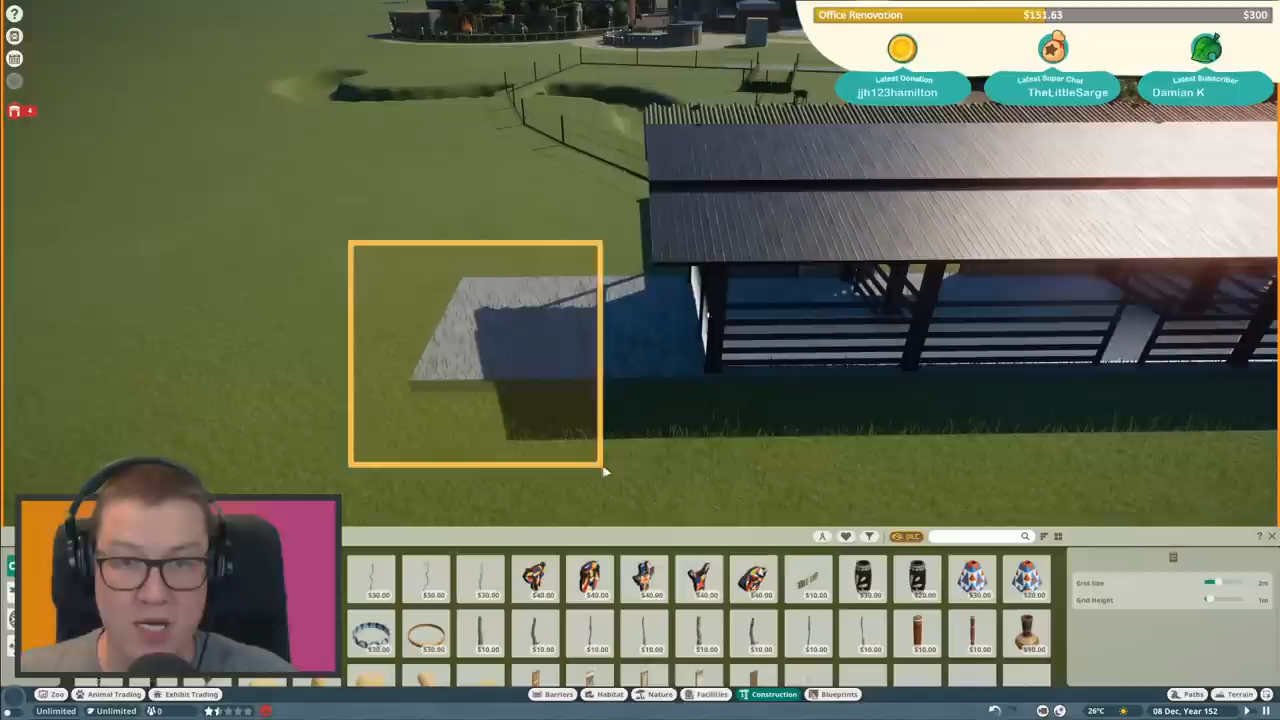 Office Renovation $151.63 $300
Latest Donation
jjh123hamilton
Latest Super Chat
TheLittleSarge
Latest Subscriber
Damian K
4
DLC
? ×
$30.00 $30.00 $30.00 $40.00 $40.00 $40.00 $40.00 $40.00 $10.00 $30.00 $20.00 $30.00 $20.00
Grid Size 2m
Grid Height 1m
$30.00 $30.00 $10.00 $10.00 $10.00 $10.00 $10.00 $10.00 $10.00 $10.00 $10.00 $10.00 $10.00
Zoo Animal Trading Exhibit Trading Barriers Habitat Nature Facilities Construction Blueprints Paths Terrain
Unlimited Unlimited 0 26°C 08 Dec, Year 152